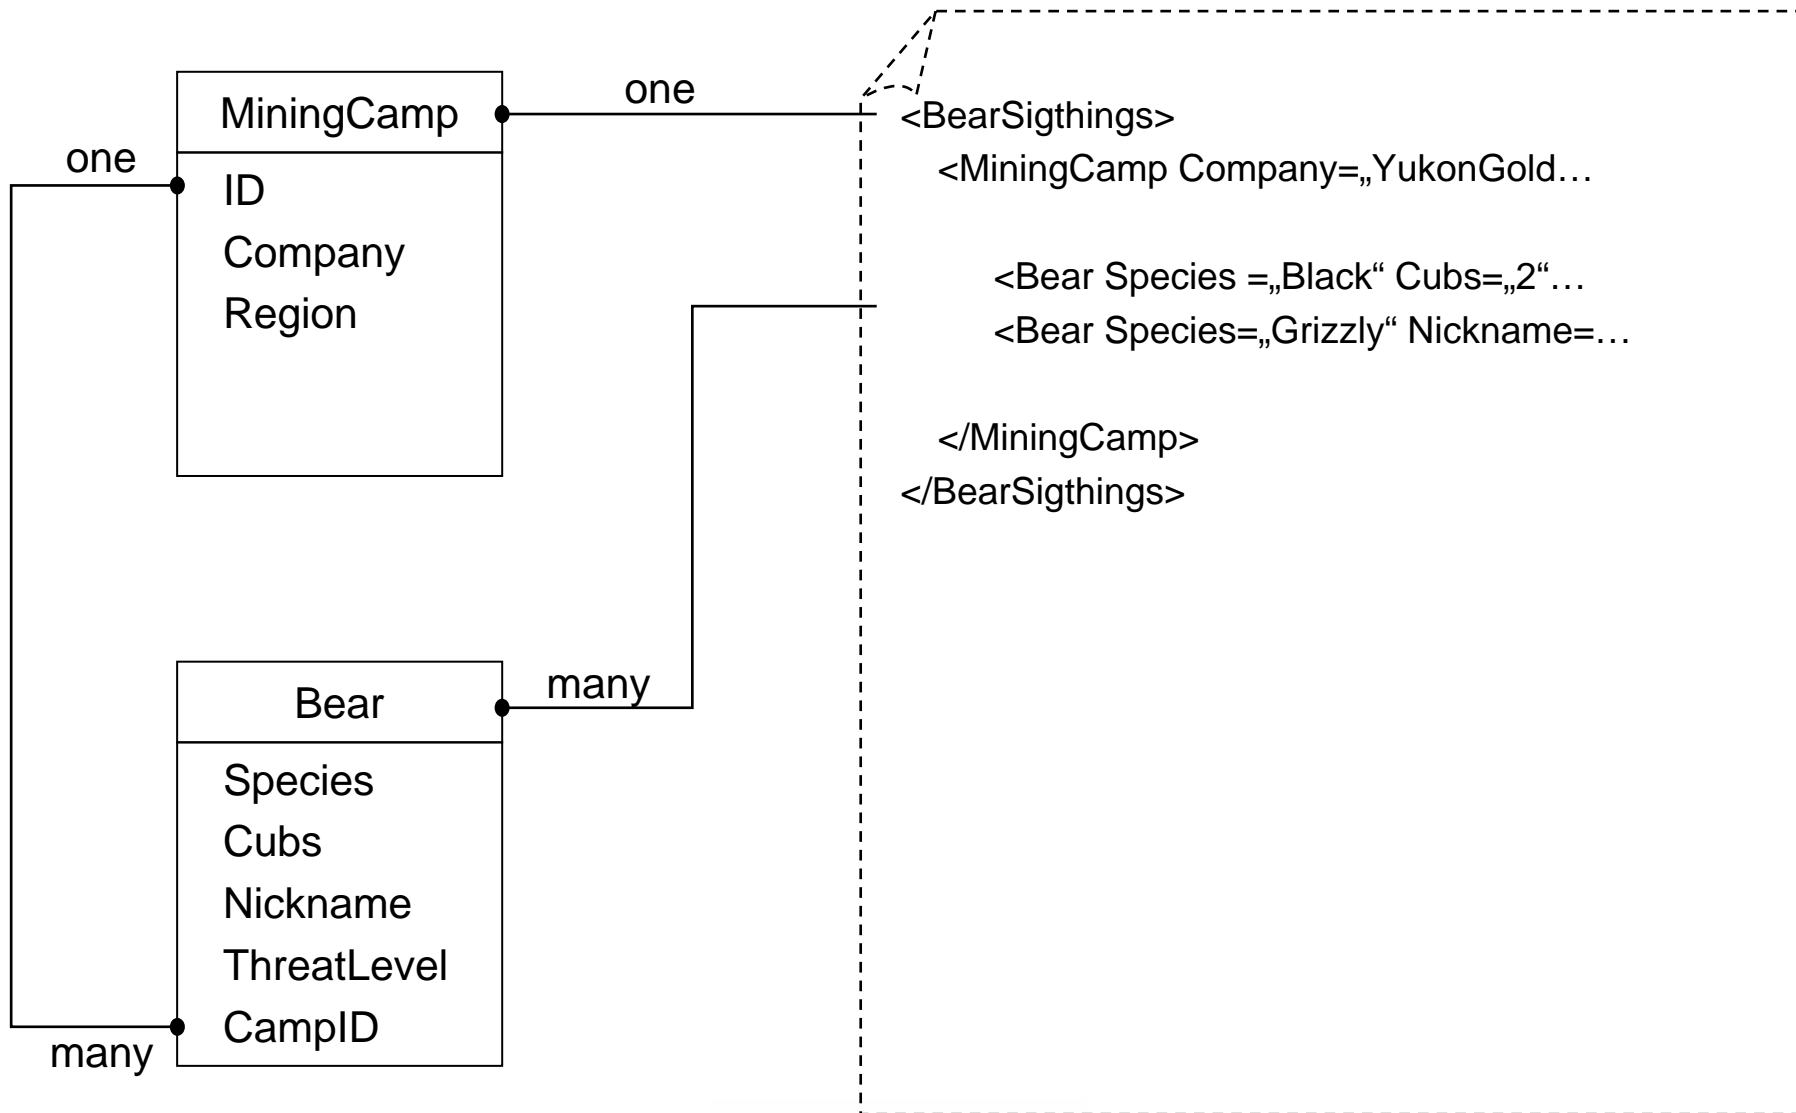 MiningCamp
one
one
ID
Company
Region
<BearSigthings>
<MiningCamp Company=„YukonGold…
<Bear Species =„Black“ Cubs=„2“…
<Bear Species=„Grizzly“ Nickname=…
</MiningCamp>
</BearSigthings>
Bear
many
Species
Cubs
Nickname
ThreatLevel
CampID
many